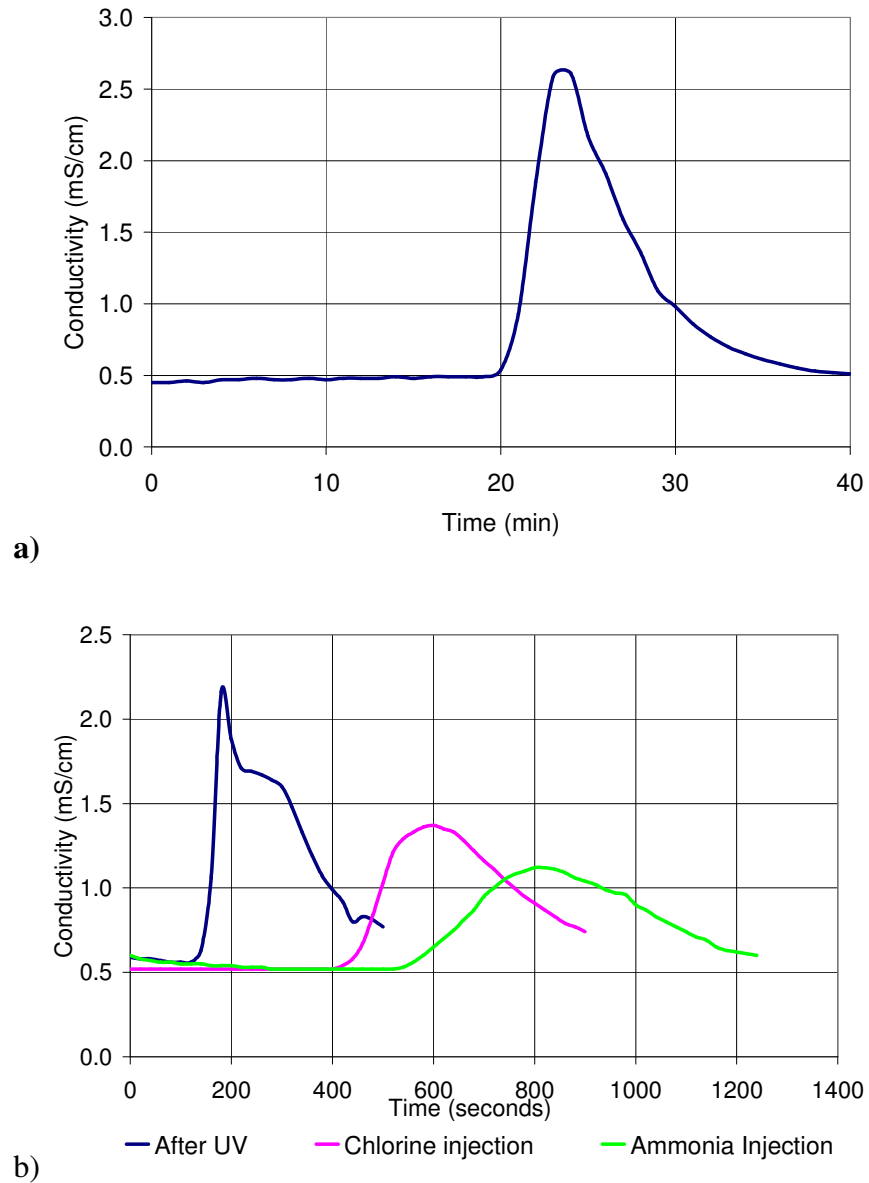 3.0
2.5
2.0
1.5
1.0
0.5
0.0
Conductivity (mS/cm)
0 10 20 30 40
Time (min)
a)
2.5
2.0
1.5
1.0
0.5
0.0
Conductivity (mS/cm)
0 200 400 600 800 1000 1200 1400
Time (seconds)
After UV Chlorine injection Ammonia Injection
b)